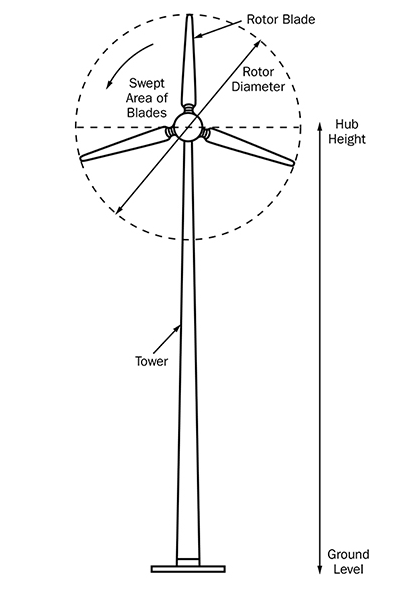 Rotor Blade
Rotor
Diameter
Swept
Area of
Blades
Hub
Height
Tower
Ground
Level